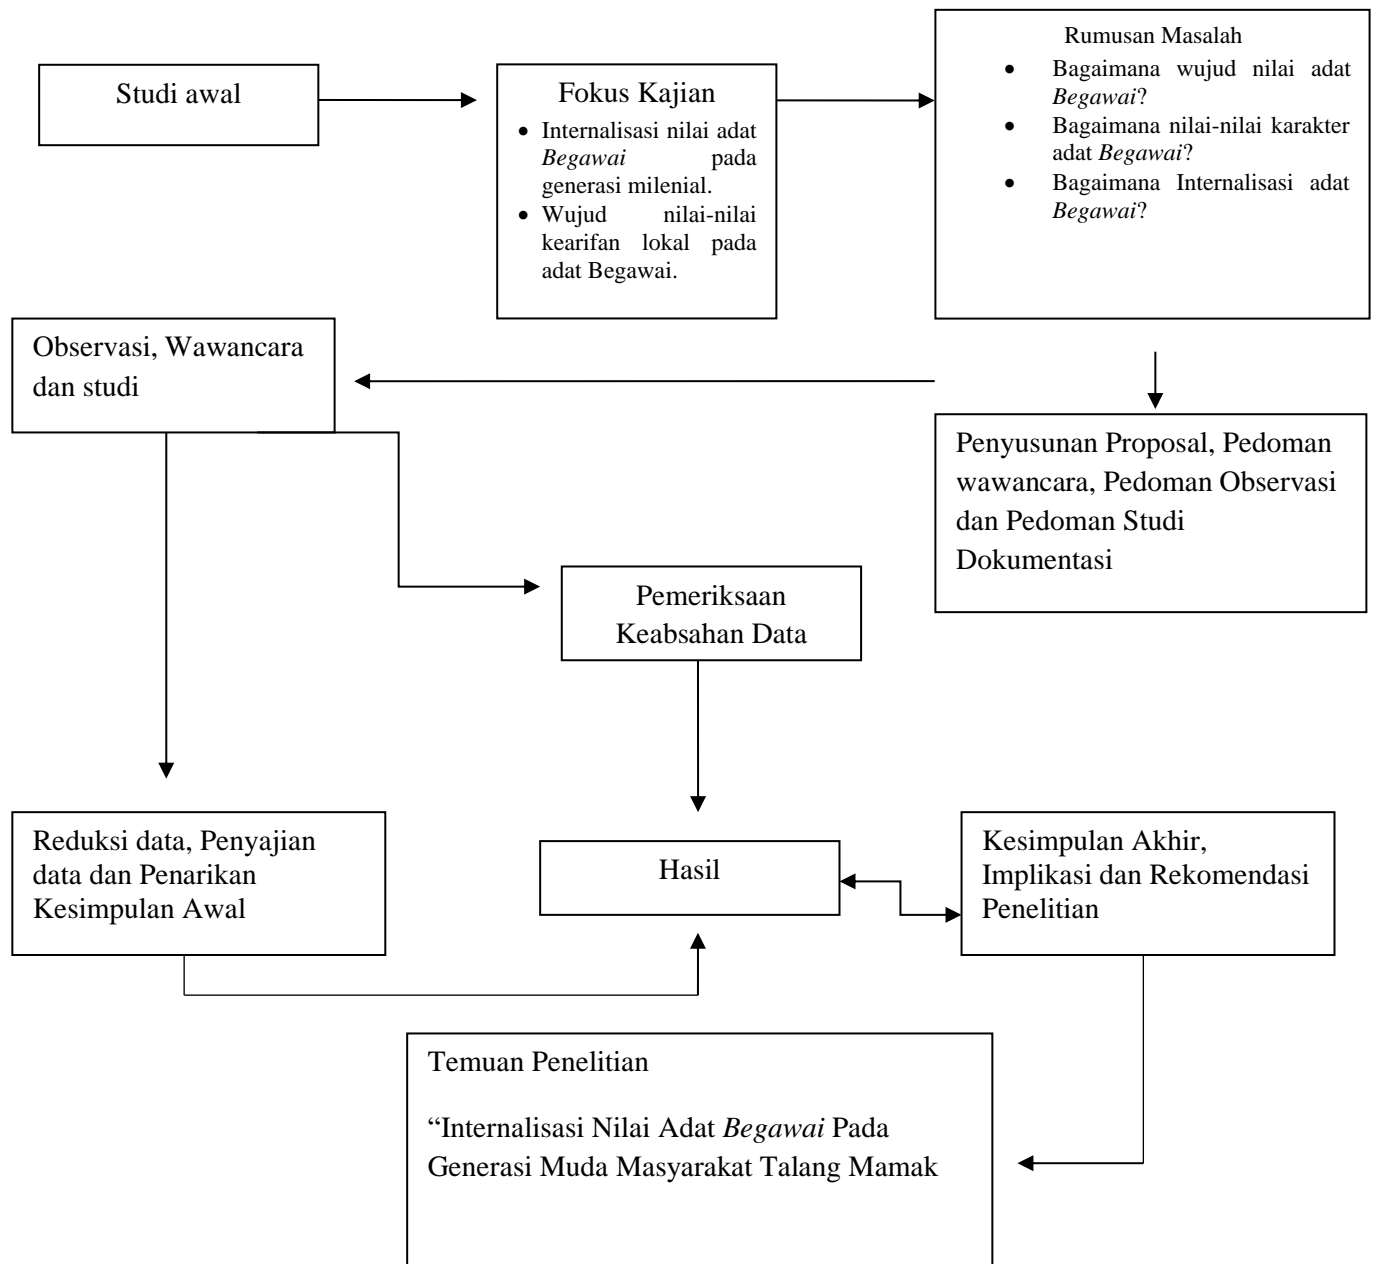 Studi awal
Fokus Kajian
• Internalisasi nilai adat
Begawai pada
generasi milenial.
• Wujud nilai-nilai
kearifan lokal pada
adat Begawai.
Rumusan Masalah
• Bagaimana wujud nilai adat
Begawai?
• Bagaimana nilai-nilai karakter
adat Begawai?
• Bagaimana Internalisasi adat
Begawai?
Observasi, Wawancara
dan studi
Penyusunan Proposal, Pedoman
wawancara, Pedoman Observasi
dan Pedoman Studi
Dokumentasi
Pemeriksaan
Keabsahan Data
Reduksi data, Penyajian
data dan Penarikan
Kesimpulan Awal
Hasil
Kesimpulan Akhir,
Implikasi dan Rekomendasi
Penelitian
Temuan Penelitian
“Internalisasi Nilai Adat Begawai Pada
Generasi Muda Masyarakat Talang Mamak